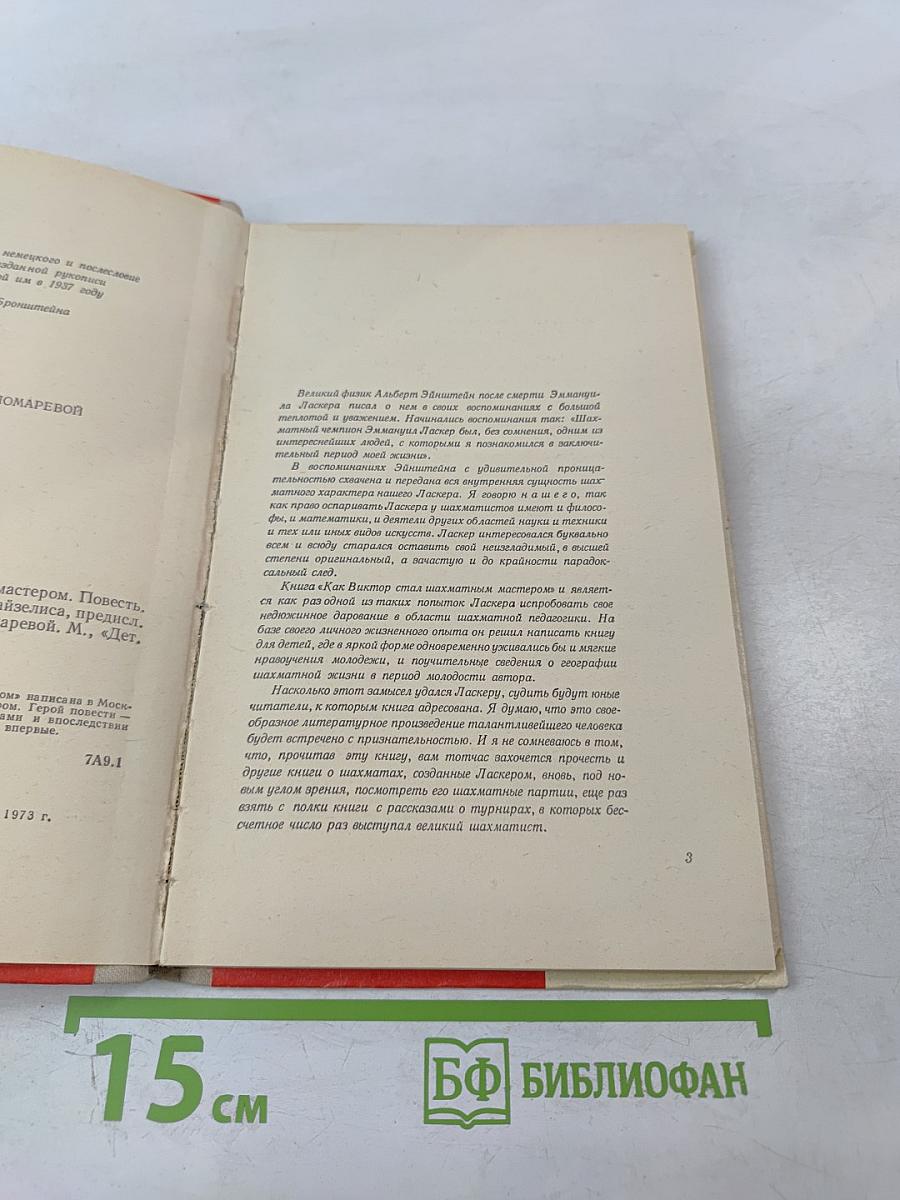 немецкого и послесловие
зданной рукописи
й им в 1937 году
Бронштейна
НОМАРЕВОЙ
мастером. Повесть.
айзелиса, предисл.
аревой. М., «Дет.
ом» написана в Моск-
ром. Герой повести —
ами и впоследствии
впервые.
7А9.1
1973 г.
Великий физик Альберт Эйнштейн после смерти Эммануи-
ла Ласкера писал о нем в своих воспоминаниях с большой
теплотой и уважением. Начинались воспоминания так: «Шах-
матный чемпион Эммануил Ласкер был, без сомнения, одним из
интереснейших людей, с которыми я познакомился в заключи-
тельный период моей жизни».
В воспоминаниях Эйнштейна с удивительной проница-
тельностью схвачена и передана вся внутренняя сущность шах-
матного характера нашего Ласкера. Я говорю нашего, так
как право оспаривать Ласкера у шахматистов имеют и филосо-
фы, и математики, и деятели других областей науки и техники
и тех или иных видов искусств. Ласкер интересовался буквально
всем и всюду старался оставить свой неизгладимый, в высшей
степени оригинальный, а зачастую и до крайности парадок-
сальный след.
Книга «Как Виктор стал шахматным мастером» и являет-
ся как раз одной из таких попыток Ласкера испробовать свое
недюжинное дарование в области шахматной педагогики. На
базе своего личного жизненного опыта он решил написать книгу
для детей, где в яркой форме одновременно уживались бы и мягкие
нравоучения молодежи, и поучительные сведения о географии
шахматной жизни в период молодости автора.
Насколько этот замысел удался Ласкеру, судить будут юные
читатели, к которым книга адресована. Я думаю, что это свое-
образное литературное произведение талантливейшего человека
будет встречено с признательностью. И я не сомневаюсь в том,
что, прочитав эту книгу, вам тотчас захочется прочесть и
другие книги о шахматах, созданные Ласкером, вновь, под но-
вым углом зрения, посмотреть его шахматные партии, еще раз
взять с полки книги с рассказами о турнирах, в которых бес-
счетное число раз выступал великий шахматист.
3
15 см
БФ БИБЛИОФАН